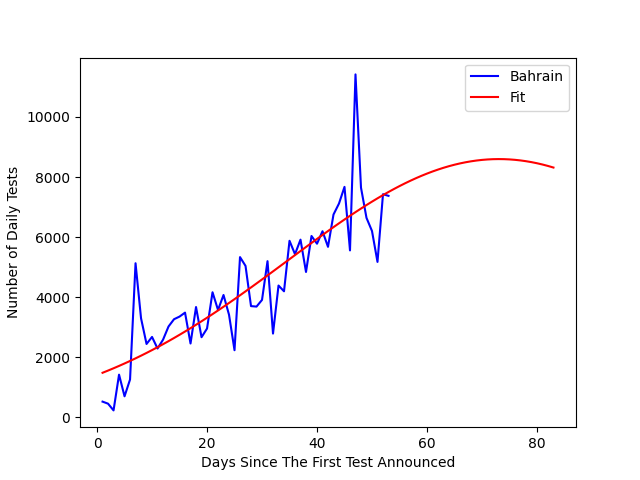 Bahrain
Fit
10000
8000
6000
4000
2000
0
0 20 40 60 80
Number of Daily Tests
Days Since The First Test Announced